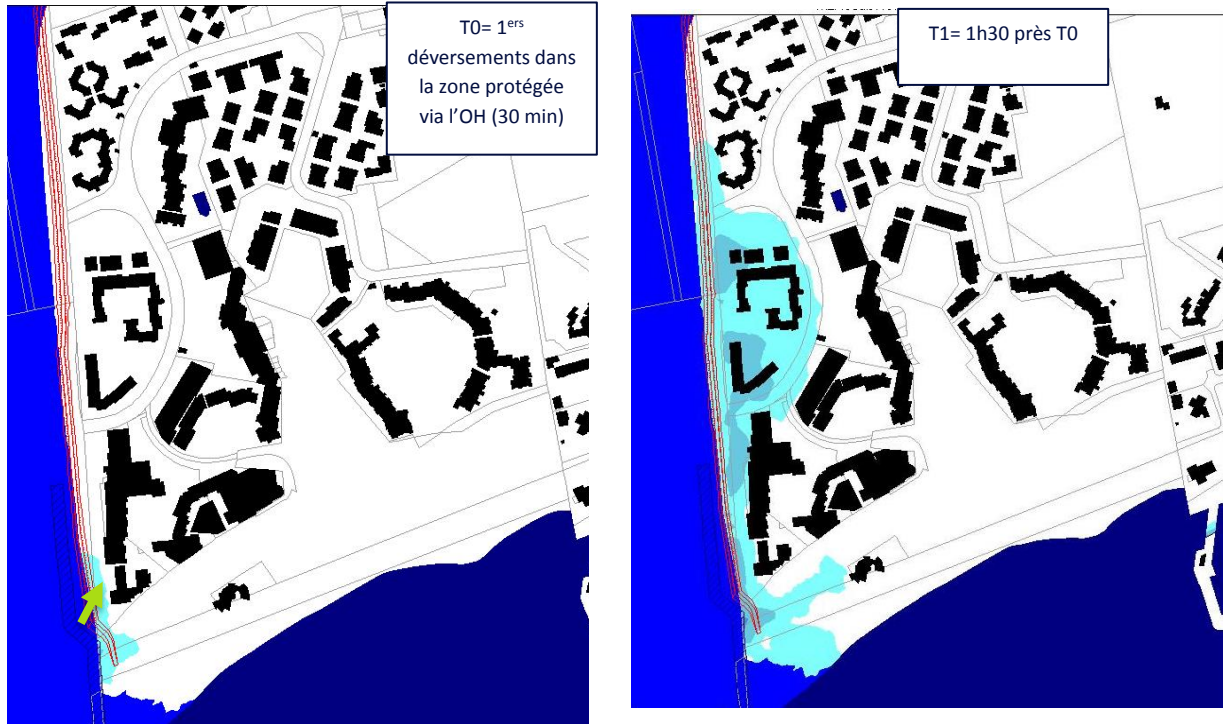 T0= 1ers
déversements dans
la zone protégée
via l'OH (30 min)
T1= 1h30 près T0